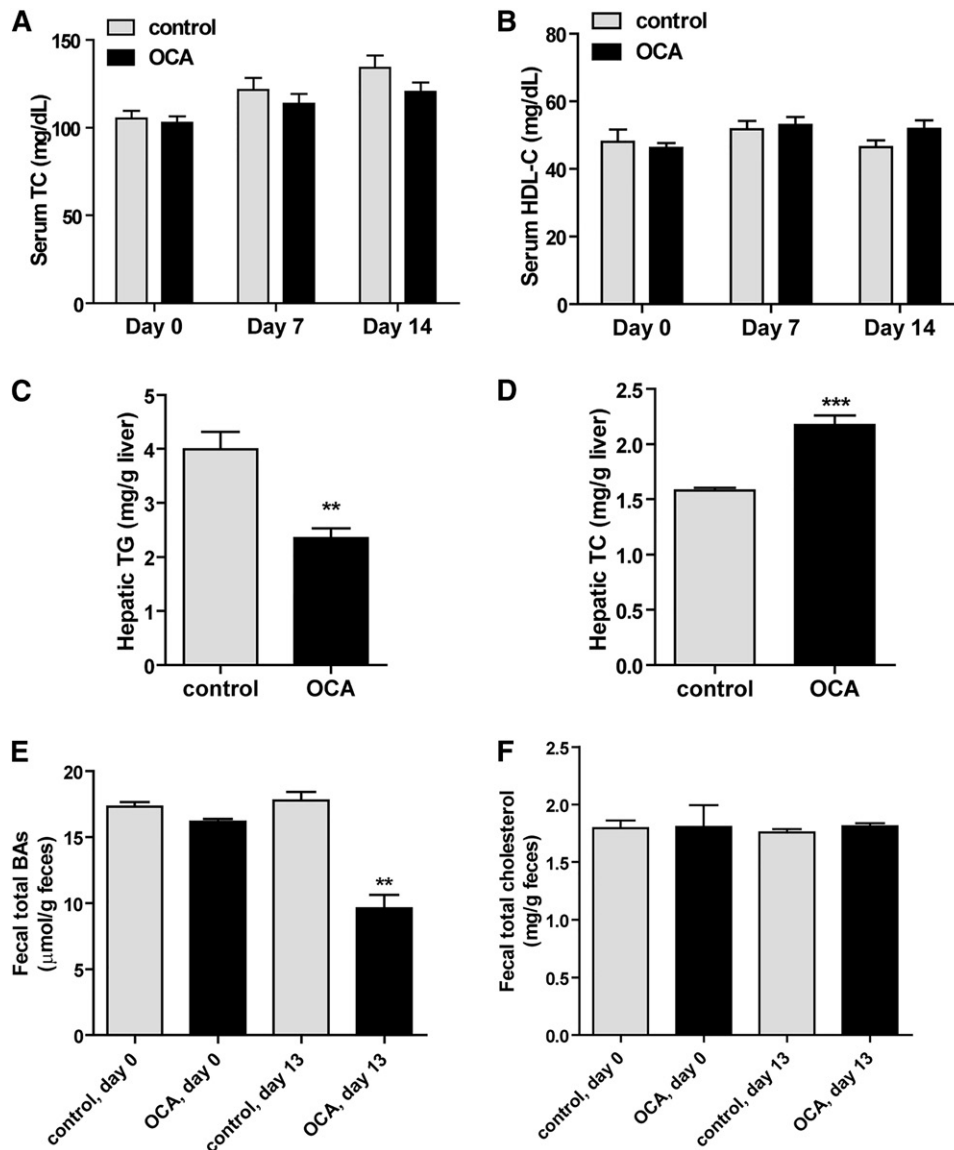 A
control
OCA
Serum TC (mg/dL)
150
100
50
0
Day 0 Day 7 Day 14
B
control
OCA
Serum HDL-C (mg/dL)
80
60
40
20
0
Day 0 Day 7 Day 14
C
Hepatic TG (mg/g liver)
5
4
3
2
1
0
**
control OCA
D
Hepatic TC (mg/g liver)
2.5
2.0
1.5
1.0
0.5
0.0
***
control OCA
E
Fecal total BAs
(μmol/g feces)
20
15
10
5
0
**
control, day 0
OCA, day 0
control, day 13
OCA, day 13
F
Fecal total cholesterol
(mg/g feces)
2.5
2.0
1.5
1.0
0.5
0.0
control, day 0
OCA, day 0
control, day 13
OCA, day 13